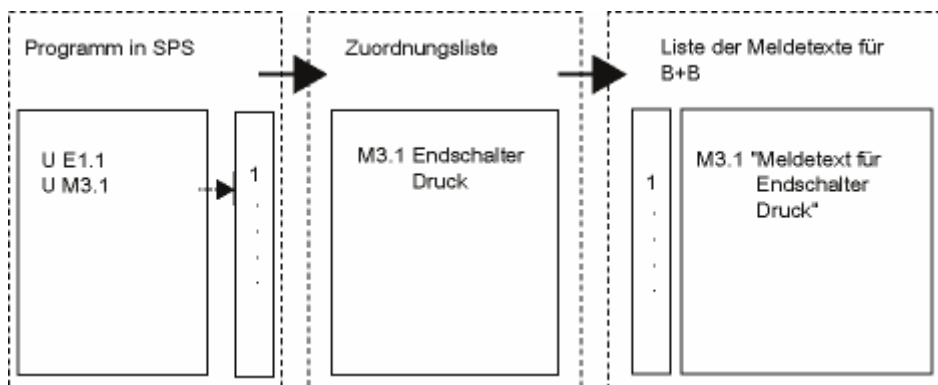 Programm in SPS
U E1.1
U M3.1
1
Zuordnungsliste
M3.1 Endschalter
Druck
Liste der Meldetexte für
B+B
1
M3.1 "Meldetext für
Endschalter
Druck"